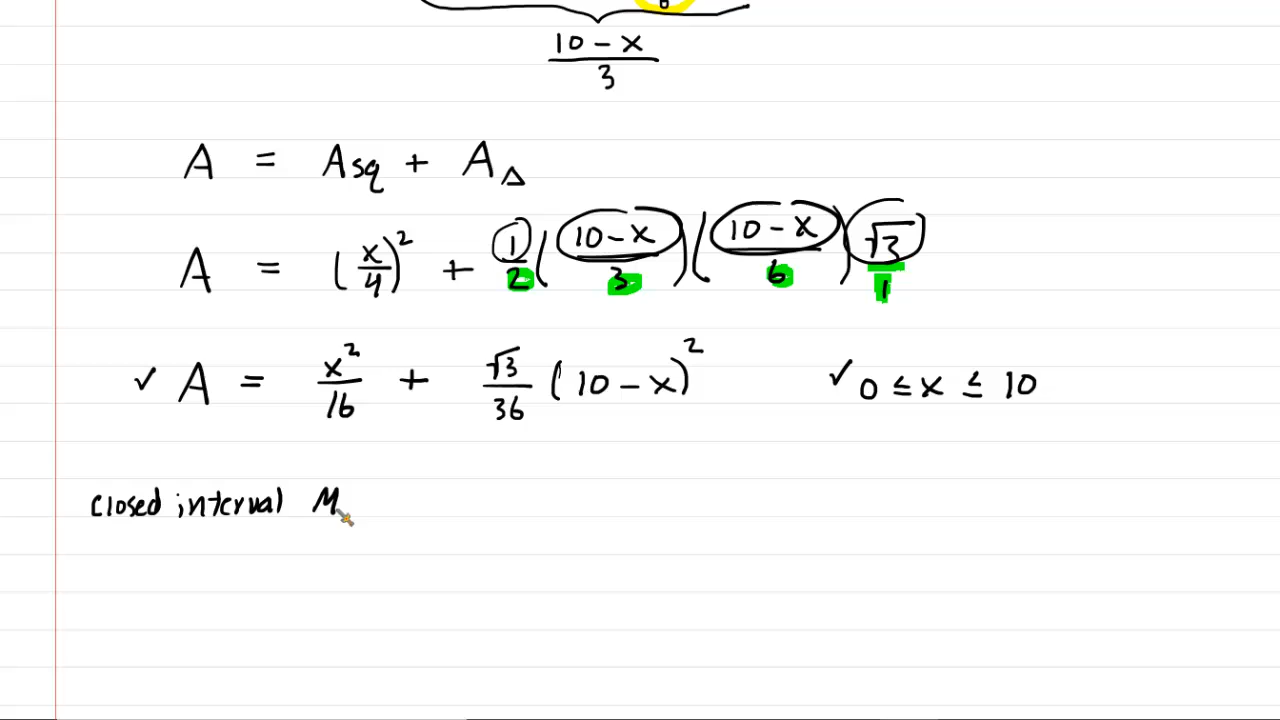 10 - x
3
A = Asq + A△
A = (x/4)² + 1/2 ((10 - x)/3) ((10 - x)/6) √3/1
✓ A = x²/16 + √3/36 (10 - x)² ✓ 0 ≤ x ≤ 10
closed interval M